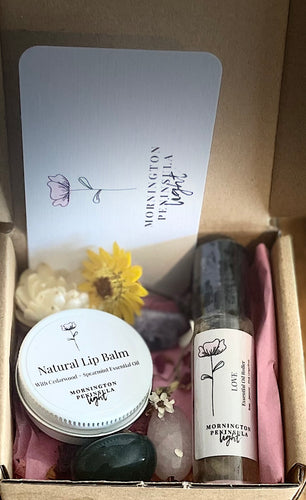 MORNINGTON
PENINSULA
light
Natural Lip Balm
With Cedarwood + Spearmint Essential Oil
MORNINGTON
PENINSULA
light
LOVE
Essential Oil Roller
MORNINGTON
PENINSULA
light